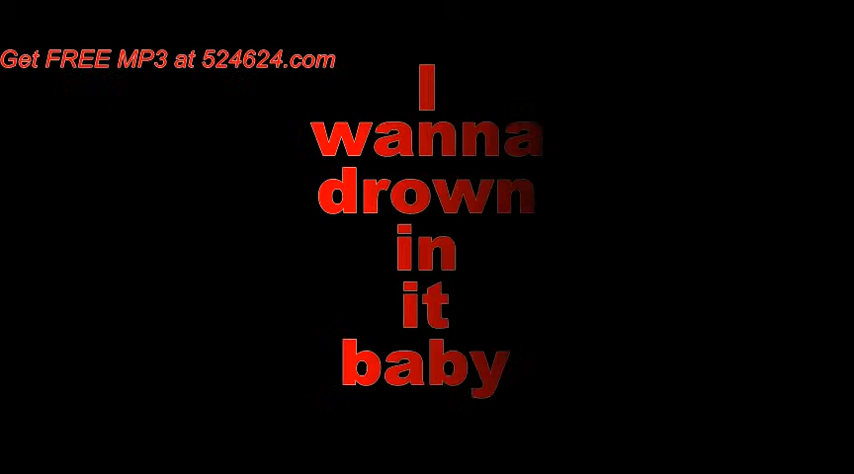 Get FREE MP3 at 524624.com
I
wanna
drown
in
it
baby